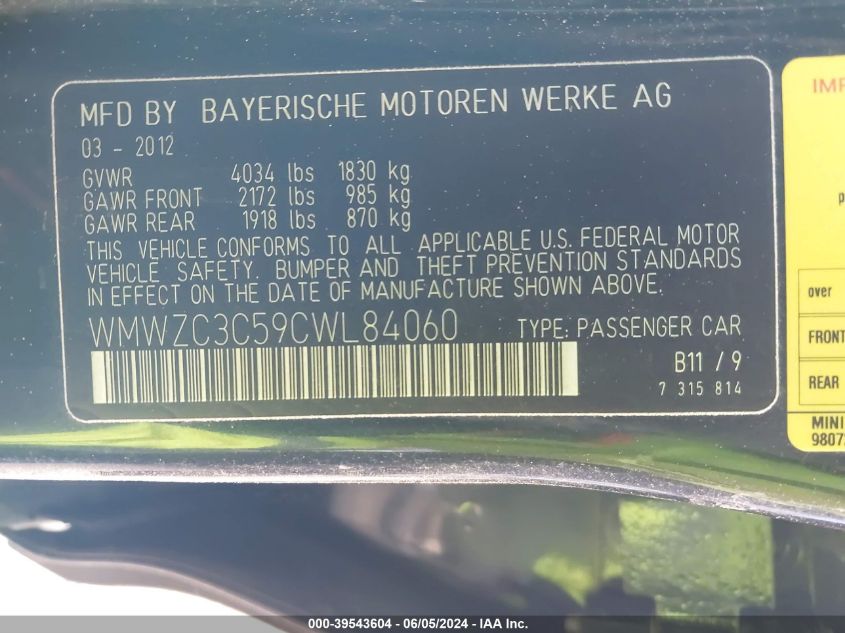 MFD BY BAYERISCHE MOTOREN WERKE AG
03 - 2012
GVWR 4034 lbs 1830 kg
GAWR FRONT 2172 lbs 985 kg
GAWR REAR 1918 lbs 870 kg
THIS VEHICLE CONFORMS TO ALL APPLICABLE U.S. FEDERAL MOTOR
VEHICLE SAFETY. BUMPER AND THEFT PREVENTION STANDARDS
IN EFFECT ON THE DATE OF MANUFACTURE SHOWN ABOVE.
WMWZC3C59CWL84060 TYPE: PASSENGER CAR
B11 / 9
7 315 814
over
FRONT
REAR
MINI
000-39543604 - 06/05/2024 - IAA Inc.